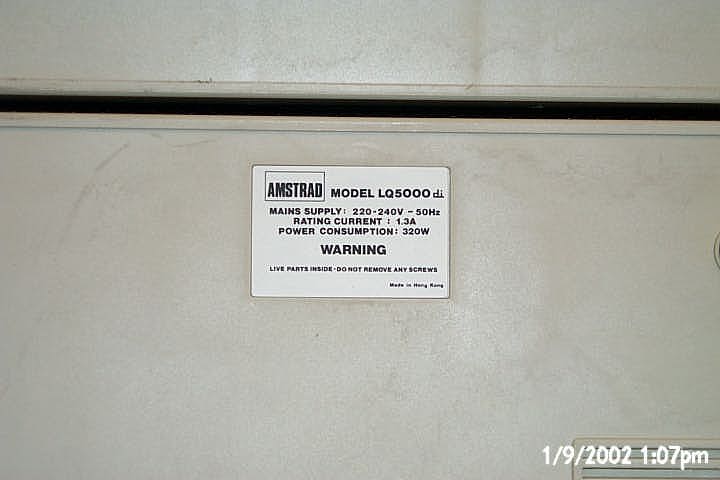 AMSTRAD MODEL LQ5000 di
MAINS SUPPLY: 220-240V ~ 50Hz
RATING CURRENT : 1.3A
POWER CONSUMPTION: 320W
WARNING
LIVE PARTS INSIDE-DO NOT REMOVE ANY SCREWS
Made in Hong Kong
1/9/2002 1:07pm